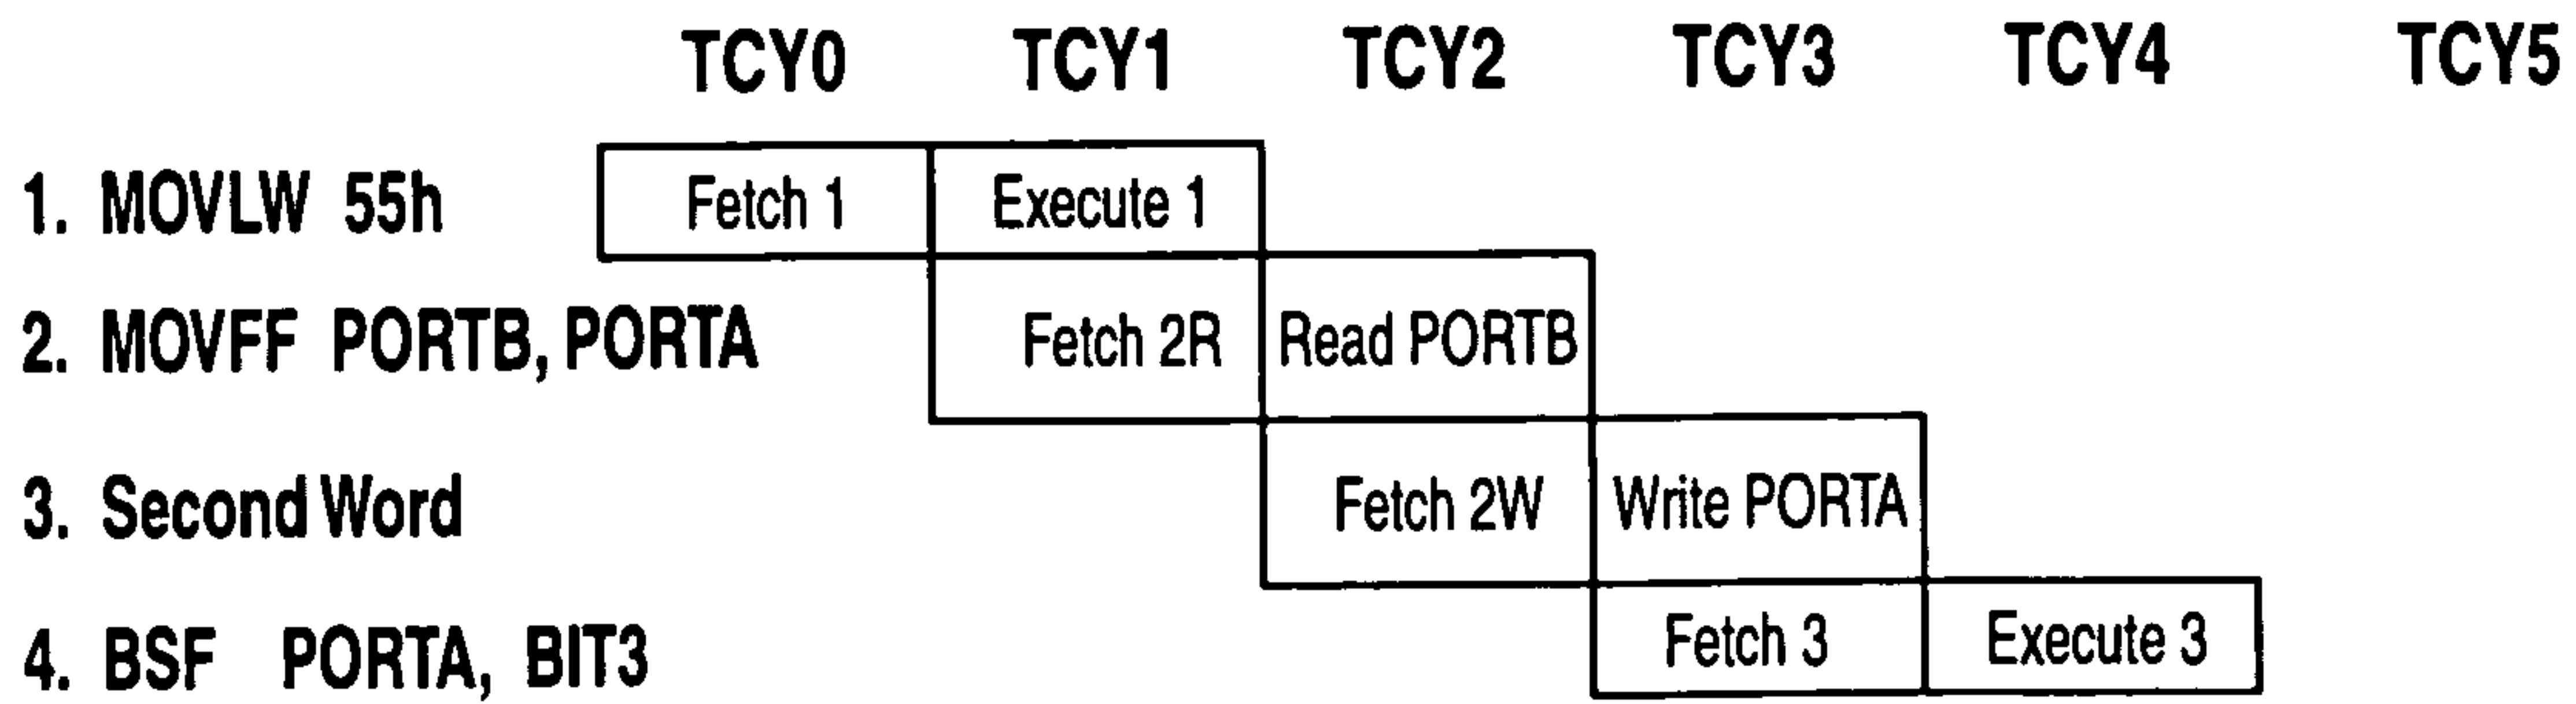 TCY0 TCY1 TCY2 TCY3 TCY4 TCY5
1. MOVLW 55h Fetch 1 Execute 1
2. MOVFF PORTB, PORTA Fetch 2R Read PORTB
3. Second Word Fetch 2W Write PORTA
4. BSF PORTA, BIT3 Fetch 3 Execute 3